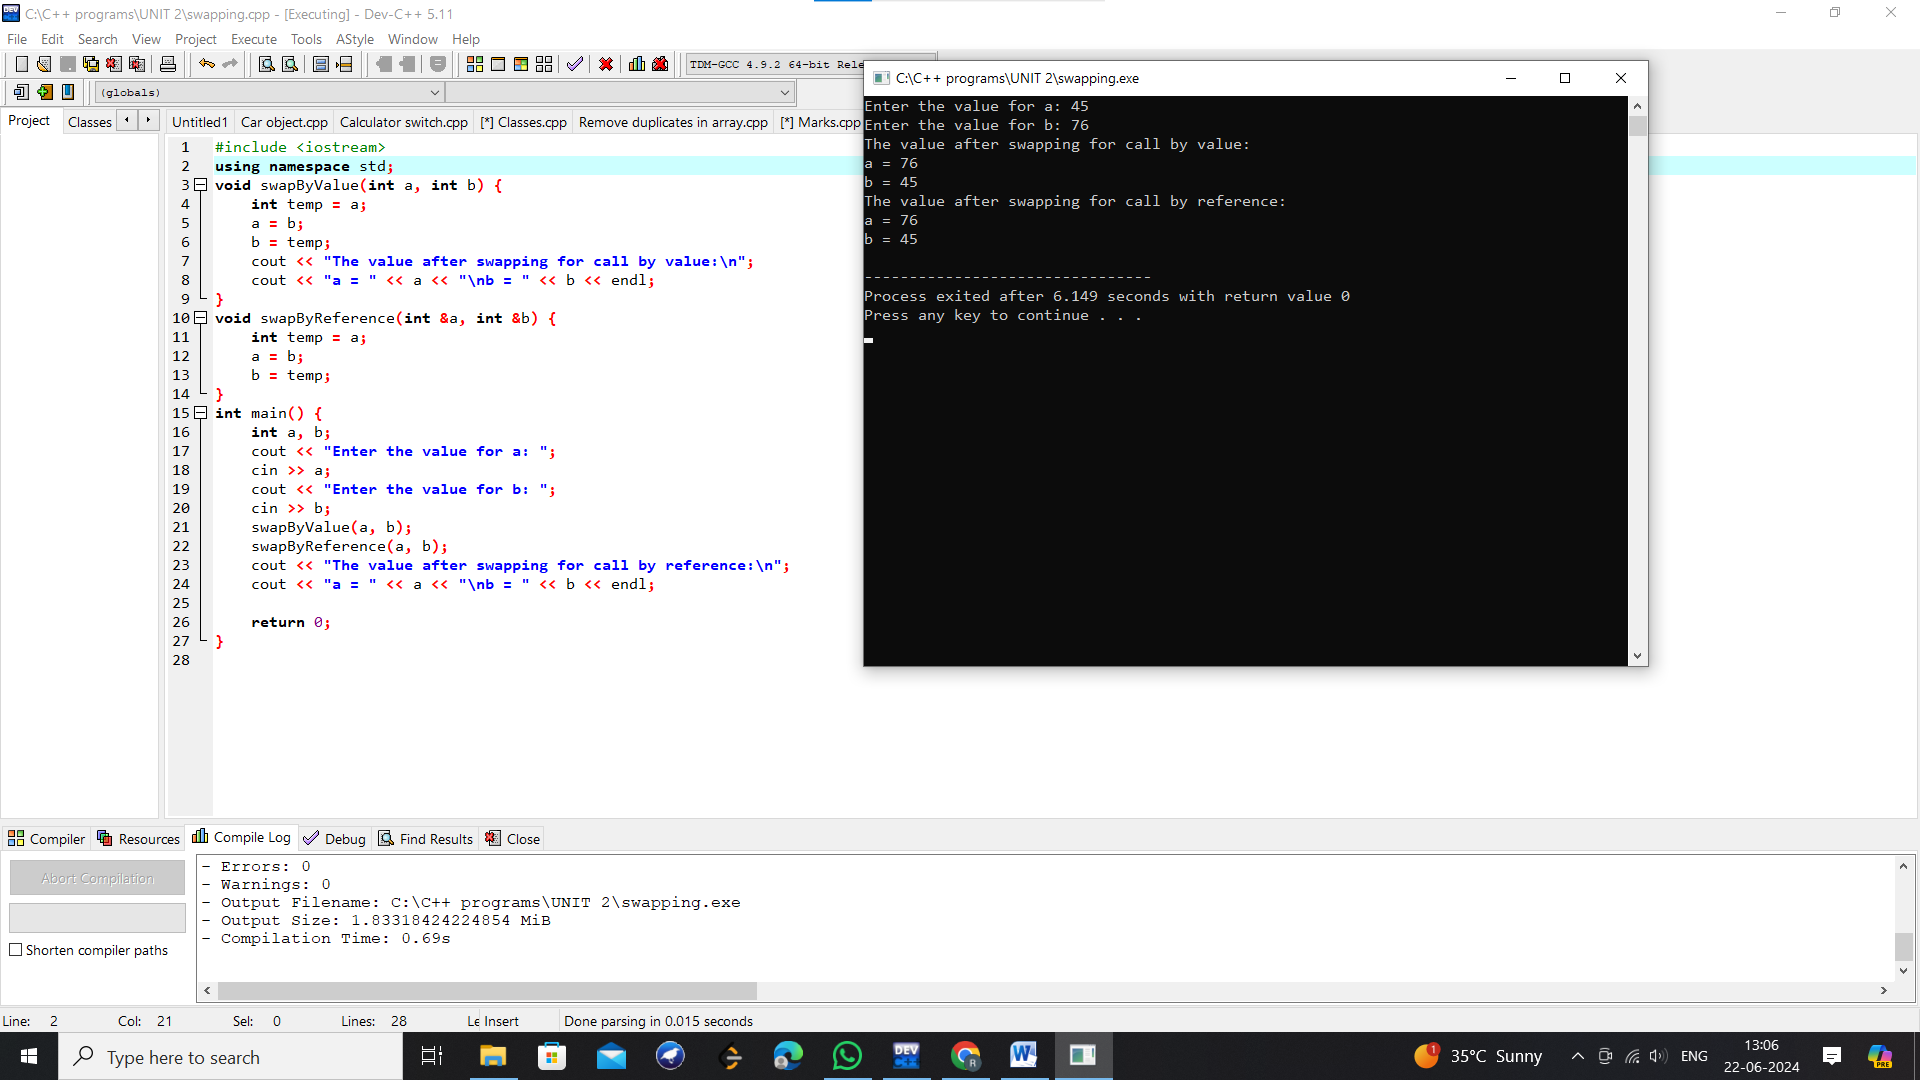 C:\C++ programs\UNIT 2\swapping.cpp - [Executing] - Dev-C++ 5.11
File Edit Search View Project Execute Tools AStyle Window Help
TDM-GCC 4.9.2 64-bit Rele
(globals)
Project Classes
Untitled1 Car object.cpp Calculator switch.cpp [*] Classes.cpp Remove duplicates in array.cpp [*] Marks.cpp
1 #include <iostream>
2 using namespace std;
3 void swapByValue(int a, int b) {
4 int temp = a;
5 a = b;
6 b = temp;
7 cout << "The value after swapping for call by value:\n";
8 cout << "a = " << a << "\nb = " << b << endl;
9 }
10 void swapByReference(int &a, int &b) {
11 int temp = a;
12 a = b;
13 b = temp;
14 }
15 int main() {
16 int a, b;
17 cout << "Enter the value for a: ";
18 cin >> a;
19 cout << "Enter the value for b: ";
20 cin >> b;
21 swapByValue(a, b);
22 swapByReference(a, b);
23 cout << "The value after swapping for call by reference:\n";
24 cout << "a = " << a << "\nb = " << b << endl;
25
26 return 0;
27 }
28
C:\C++ programs\UNIT 2\swapping.exe
Enter the value for a: 45
Enter the value for b: 76
The value after swapping for call by value:
a = 76
b = 45
The value after swapping for call by reference:
a = 76
b = 45
--------------------------------
Process exited after 6.149 seconds with return value 0
Press any key to continue . . .
Compiler Resources Compile Log Debug Find Results Close
Abort Compilation
Shorten compiler paths
- Errors: 0
- Warnings: 0
- Output Filename: C:\C++ programs\UNIT 2\swapping.exe
- Output Size: 1.83318424224854 MiB
- Compilation Time: 0.69s
Line: 2 Col: 21 Sel: 0 Lines: 28 Le Insert Done parsing in 0.015 seconds
Type here to search
DEV C++
1
35°C Sunny
ENG
13:06
22-06-2024
PRE